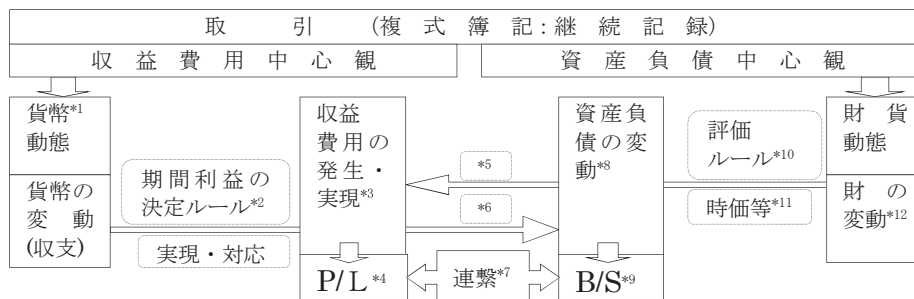 取引（複式簿記：継続記録）
収益費用中心観
資産負債中心観
貨幣*1
動態
貨幣の
変動
(収支)
期間利益の
決定ルール*2
実現・対応
収益
費用の
発生・
実現*3
P/L *4
*5
*6
連繋*7
資産負
債の変
動*8
B/S*9
評価
ルール*10
時価等*11
財貨
動態
財の
変動*12